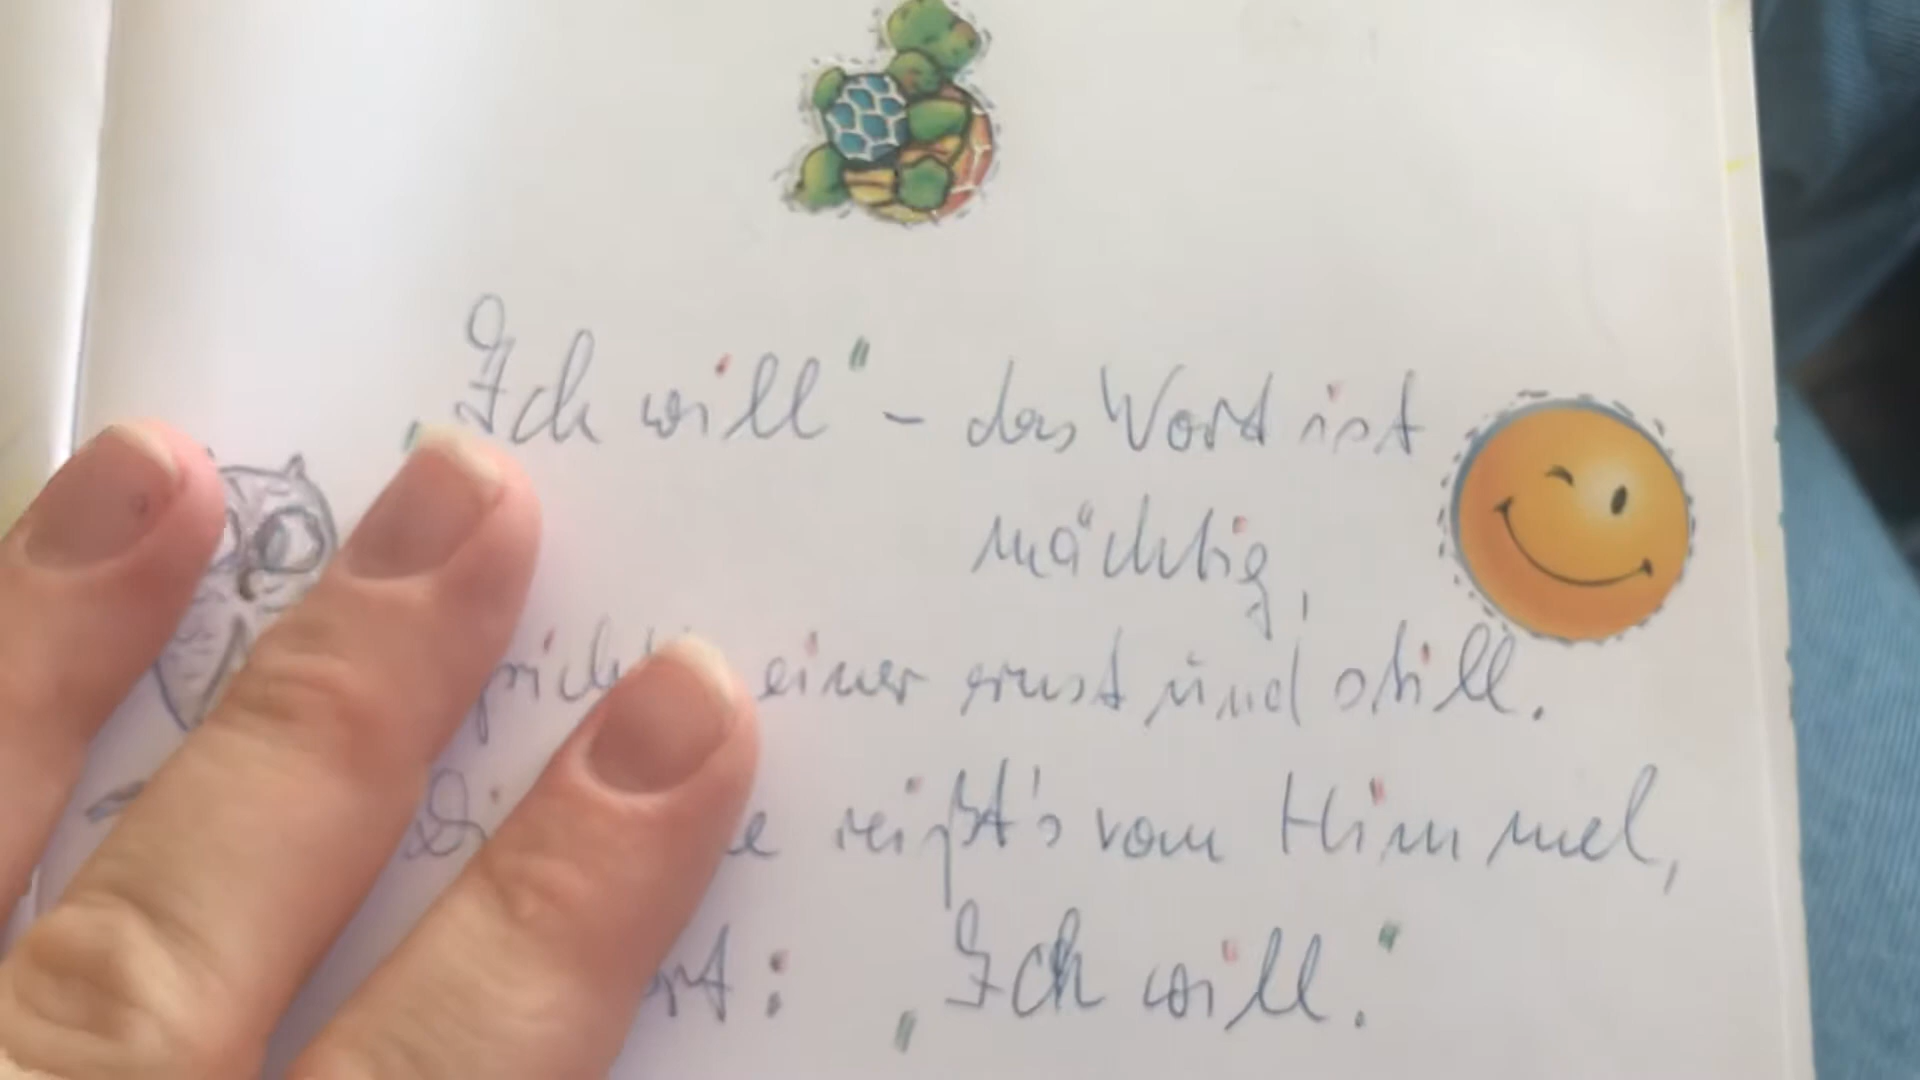 „Ich will“ – das Wort ist
mächtig,
einer ernst und still.
reißt's vom Himmel,
: „Ich will.“